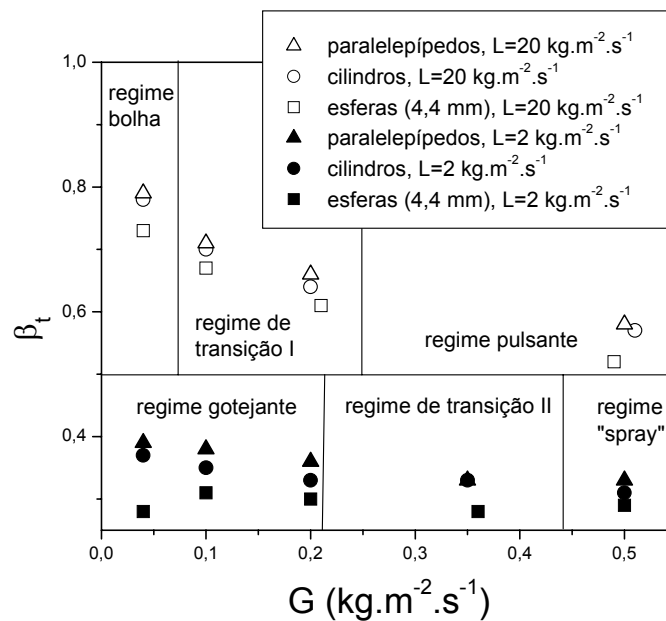 paralelepípedos, L=20 kg.m-2.s-1
cilindros, L=20 kg.m-2.s-1
esferas (4,4 mm), L=20 kg.m-2.s-1
paralelepípedos, L=2 kg.m-2.s-1
cilindros, L=2 kg.m-2.s-1
esferas (4,4 mm), L=2 kg.m-2.s-1
1,0
regime
bolha
0,8
regime de
transição I
regime pulsante
0,6
βt
regime gotejante
regime de transição II
regime
"spray"
0,4
0,0
0,1
0,2
0,3
0,4
0,5
G (kg.m-2.s-1)